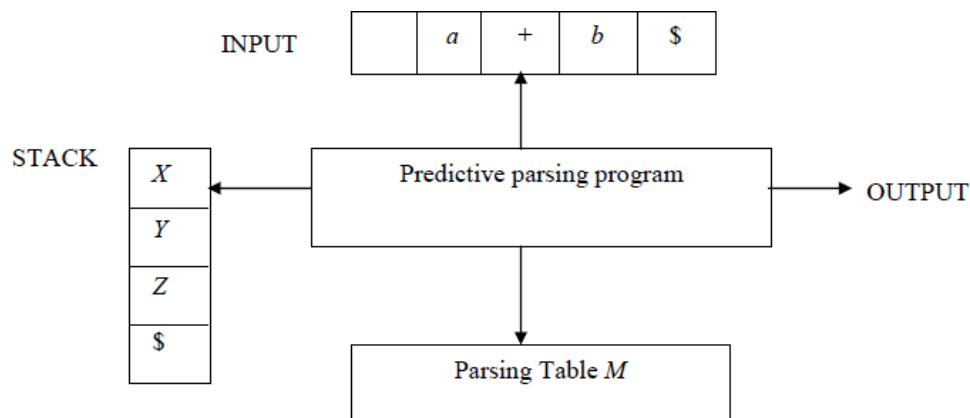 INPUT a + b $
STACK
X
Y
Z
$
Predictive parsing program
OUTPUT
Parsing Table M